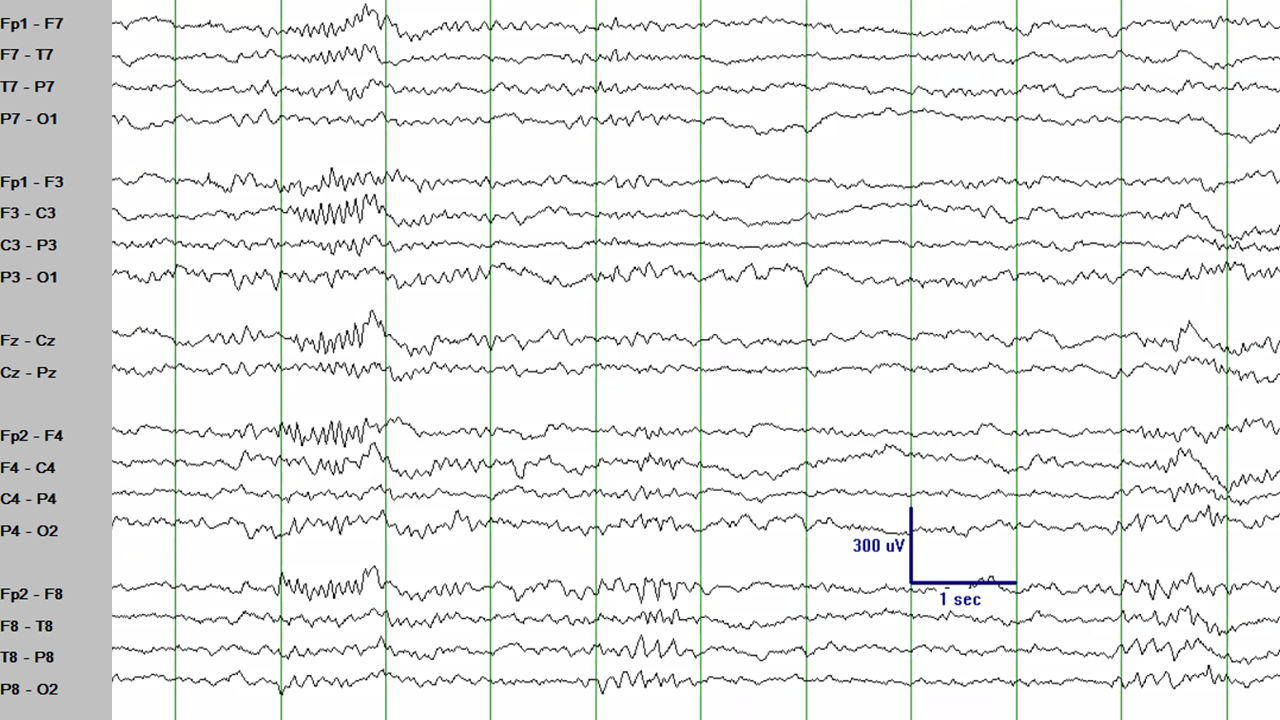 Fp1 - F7
F7 - T7
T7 - P7
P7 - O1
Fp1 - F3
F3 - C3
C3 - P3
P3 - O1
Fz - Cz
Cz - Pz
Fp2 - F4
F4 - C4
C4 - P4
P4 - O2
300 uV
Fp2 - F8
1 sec
F8 - T8
T8 - P8
P8 - O2